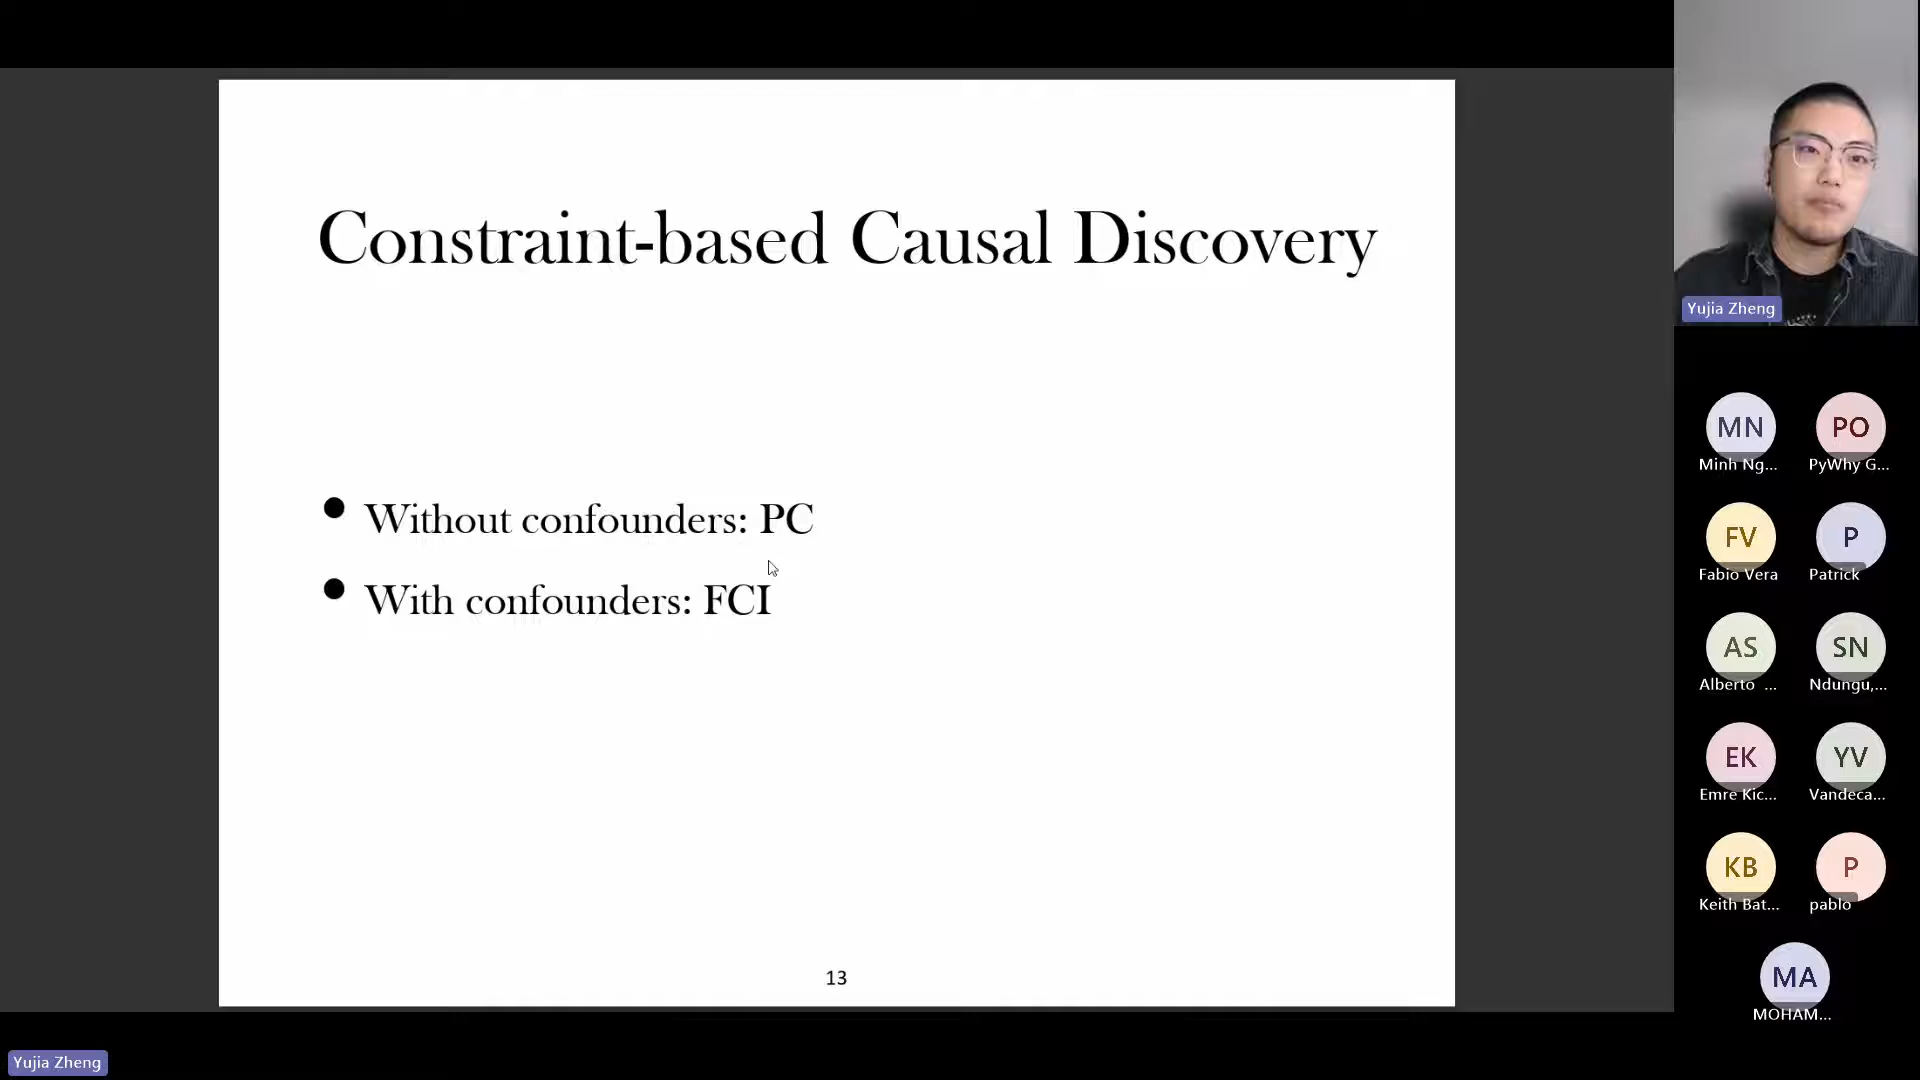 Constraint-based Causal Discovery
• Without confounders: PC
• With confounders: FCI
13
Yujia Zheng
MN
Minh Ng...
PO
PyWhy G...
FV
Fabio Vera
P
Patrick
AS
Alberto ...
SN
Ndungu,...
EK
Emre Kic...
YV
Vandeca...
KB
Keith Bat...
P
pablo
MA
MOHAM...
Yujia Zheng